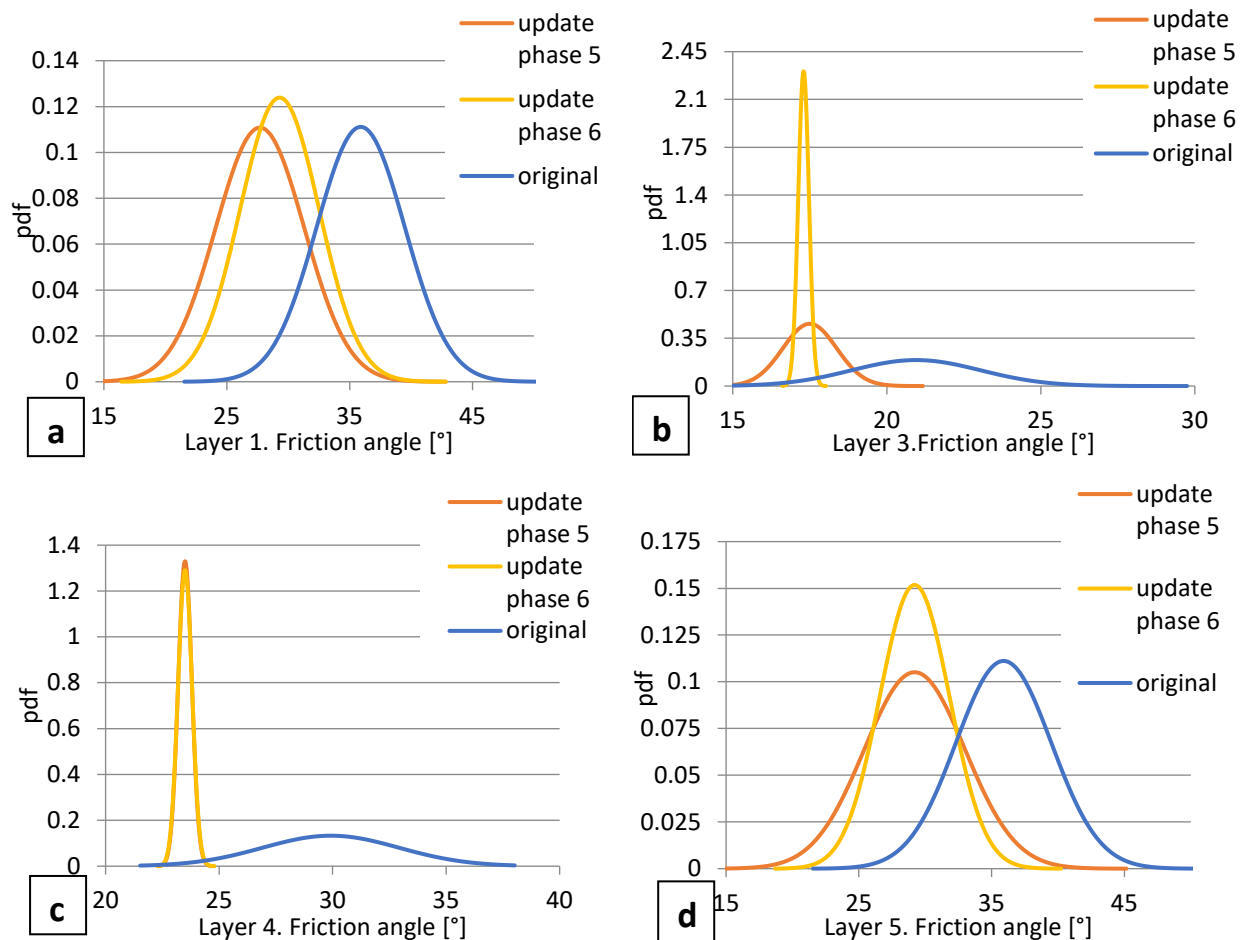 update
phase 5
update
phase 6
original
0.14
0.12
0.1
0.08
0.06
0.04
0.02
0
pdf
15
25
35
45
a
Layer 1. Friction angle [°]
update
phase 5
update
phase 6
original
2.45
2.1
1.75
1.4
1.05
0.7
0.35
0
pdf
15
20
25
30
b
Layer 3.Friction angle [°]
update
phase 5
update
phase 6
original
1.4
1.2
1
0.8
0.6
0.4
0.2
0
pdf
20
25
30
35
40
c
Layer 4. Friction angle [°]
update
phase 5
update
phase 6
original
0.175
0.15
0.125
0.1
0.075
0.05
0.025
0
pdf
15
25
35
45
d
Layer 5. Friction angle [°]